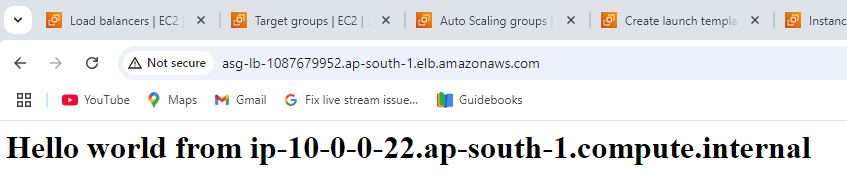 Load balancers | EC2 | Target groups | EC2 | Auto Scaling groups Create launch templa Instanc
Not secure asg-lb-1087679952.ap-south-1.elb.amazonaws.com
YouTube Maps Gmail Fix live stream issue... Guidebooks
Hello world from ip-10-0-0-22.ap-south-1.compute.internal